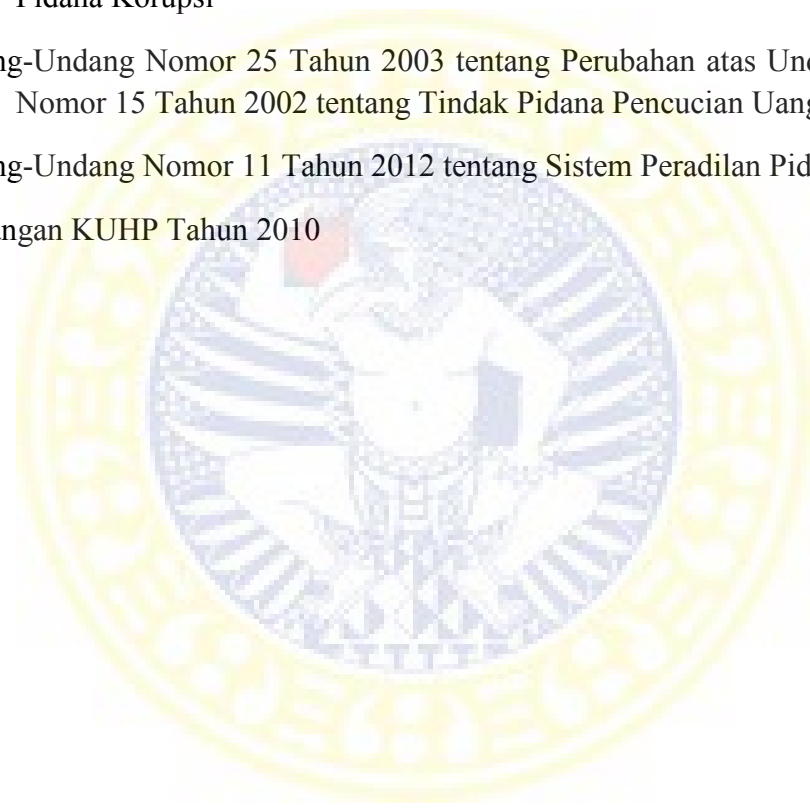 Pidana Korupsi
ng-Undang Nomor 25 Tahun 2003 tentang Perubahan atas Und
Nomor 15 Tahun 2002 tentang Tindak Pidana Pencucian Uang
ng-Undang Nomor 11 Tahun 2012 tentang Sistem Peradilan Pid
angan KUHP Tahun 2010